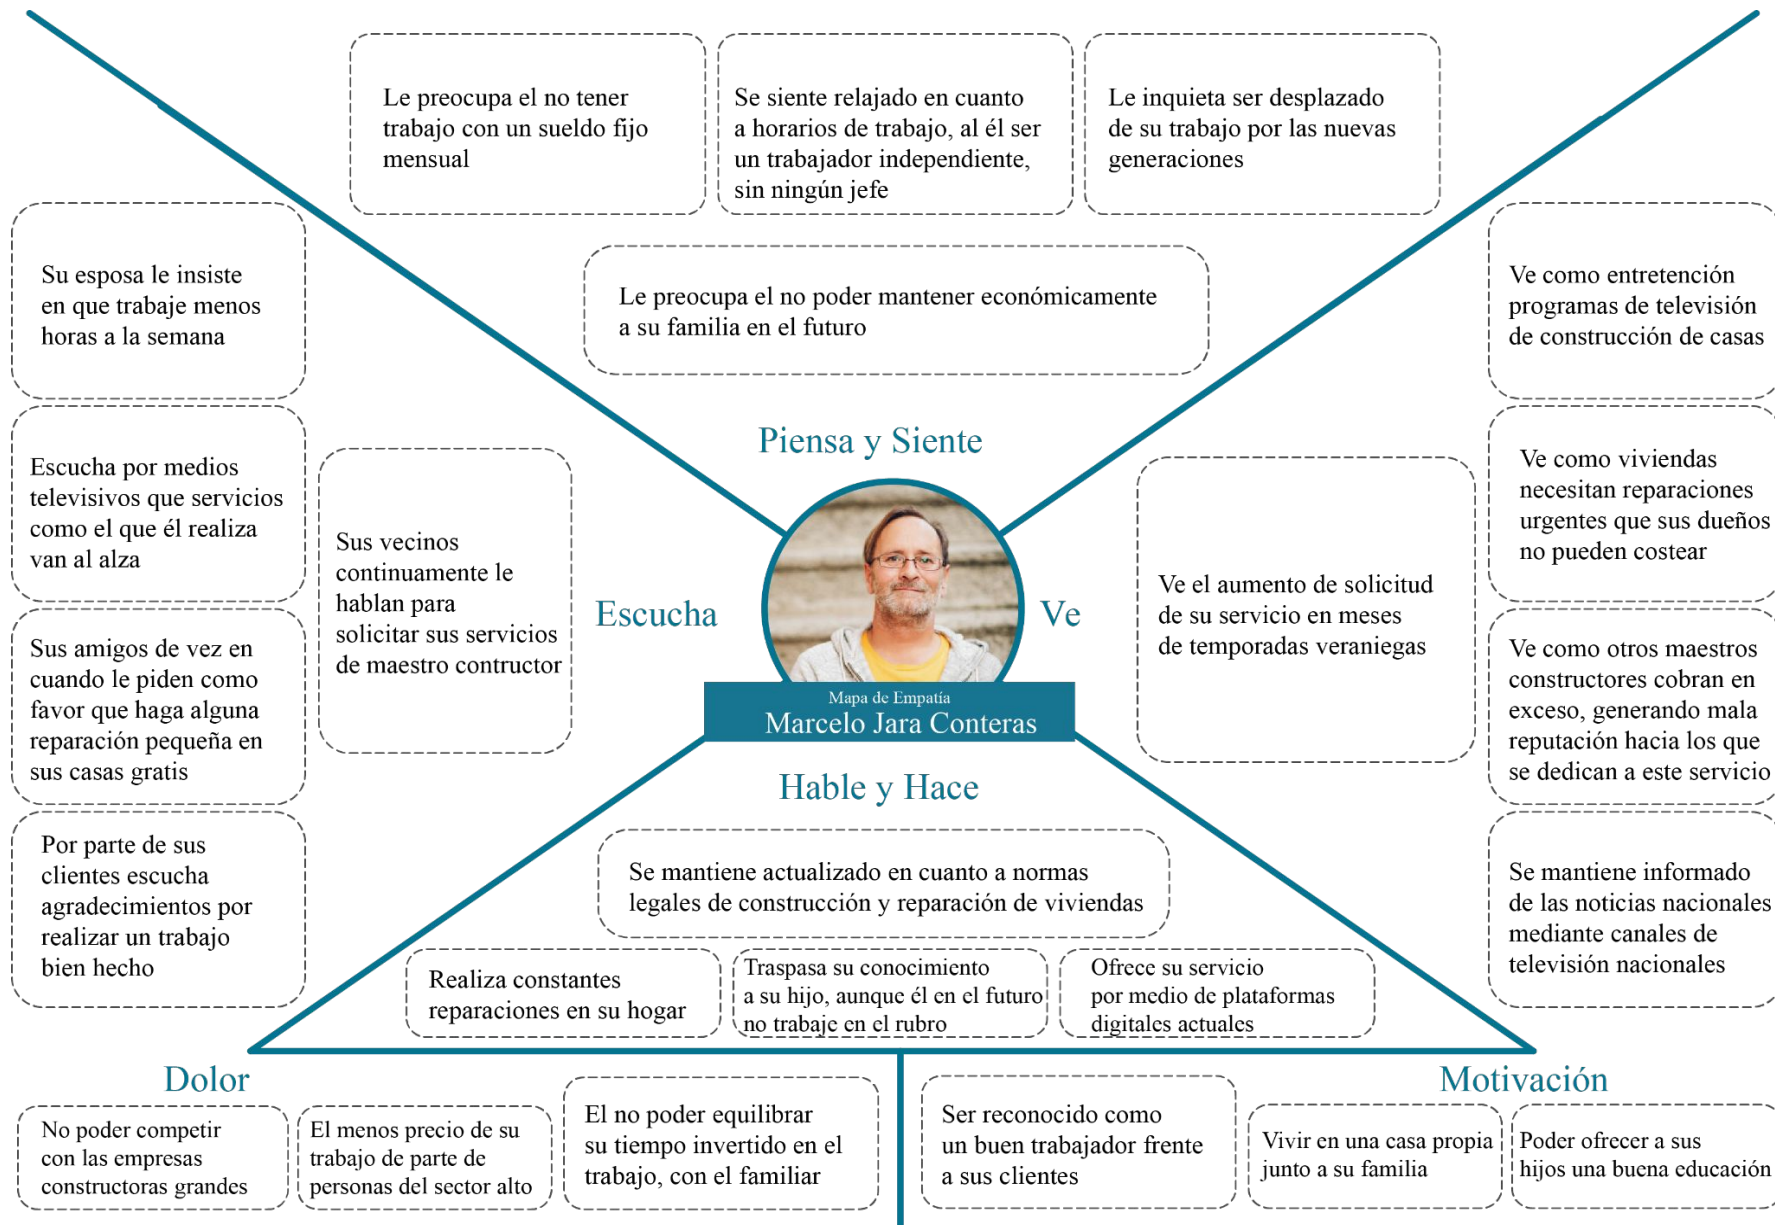 Le preocupa el no tener
trabajo con un sueldo fijo
mensual
Se siente relajado en cuanto
a horarios de trabajo, al él ser
un trabajador independiente,
sin ningún jefe
Le inquieta ser desplazado
de su trabajo por las nuevas
generaciones
Le preocupa el no poder mantener económicamente
a su familia en el futuro
Piensa y Siente
Su esposa le insiste
en que trabaje menos
horas a la semana
Escucha por medios
televisivos que servicios
como el que él realiza
van al alza
Sus amigos de vez en
cuando le piden como
favor que haga alguna
reparación pequeña en
sus casas gratis
Por parte de sus
clientes escucha
agradecimientos por
realizar un trabajo
bien hecho
Sus vecinos
continuamente le
hablan para
solicitar sus servicios
de maestro contructor
Escucha
Mapa de Empatía
Marcelo Jara Conteras
Ve
Ve el aumento de solicitud
de su servicio en meses
de temporadas veraniegas
Ve como entretención
programas de televisión
de construcción de casas
Ve como viviendas
necesitan reparaciones
urgentes que sus dueños
no pueden costear
Ve como otros maestros
constructores cobran en
exceso, generando mala
reputación hacia los que
se dedican a este servicio
Se mantiene informado
de las noticias nacionales
mediante canales de
televisión nacionales
Hable y Hace
Se mantiene actualizado en cuanto a normas
legales de construcción y reparación de viviendas
Realiza constantes
reparaciones en su hogar
Traspasa su conocimiento
a su hijo, aunque él en el futuro
no trabaje en el rubro
Ofrece su servicio
por medio de plataformas
digitales actuales
Dolor
No poder competir
con las empresas
constructoras grandes
El menos precio de su
trabajo de parte de
personas del sector alto
El no poder equilibrar
su tiempo invertido en el
trabajo, con el familiar
Motivación
Ser reconocido como
un buen trabajador frente
a sus clientes
Vivir en una casa propia
junto a su familia
Poder ofrecer a sus
hijos una buena educación